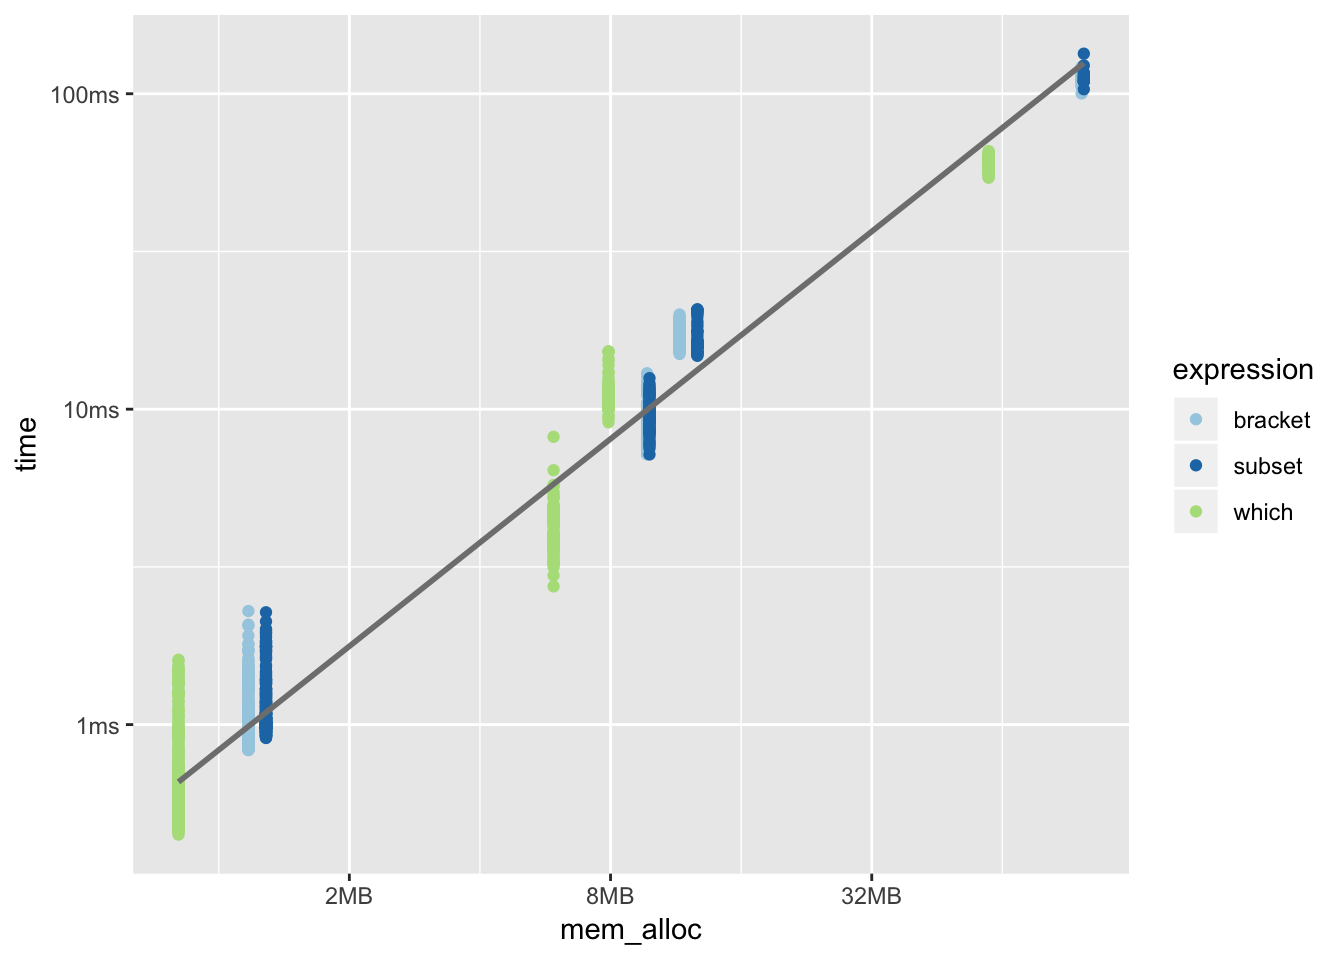 100ms
10ms
1ms
time
2MB
8MB
32MB
mem_alloc
expression
bracket
subset
which